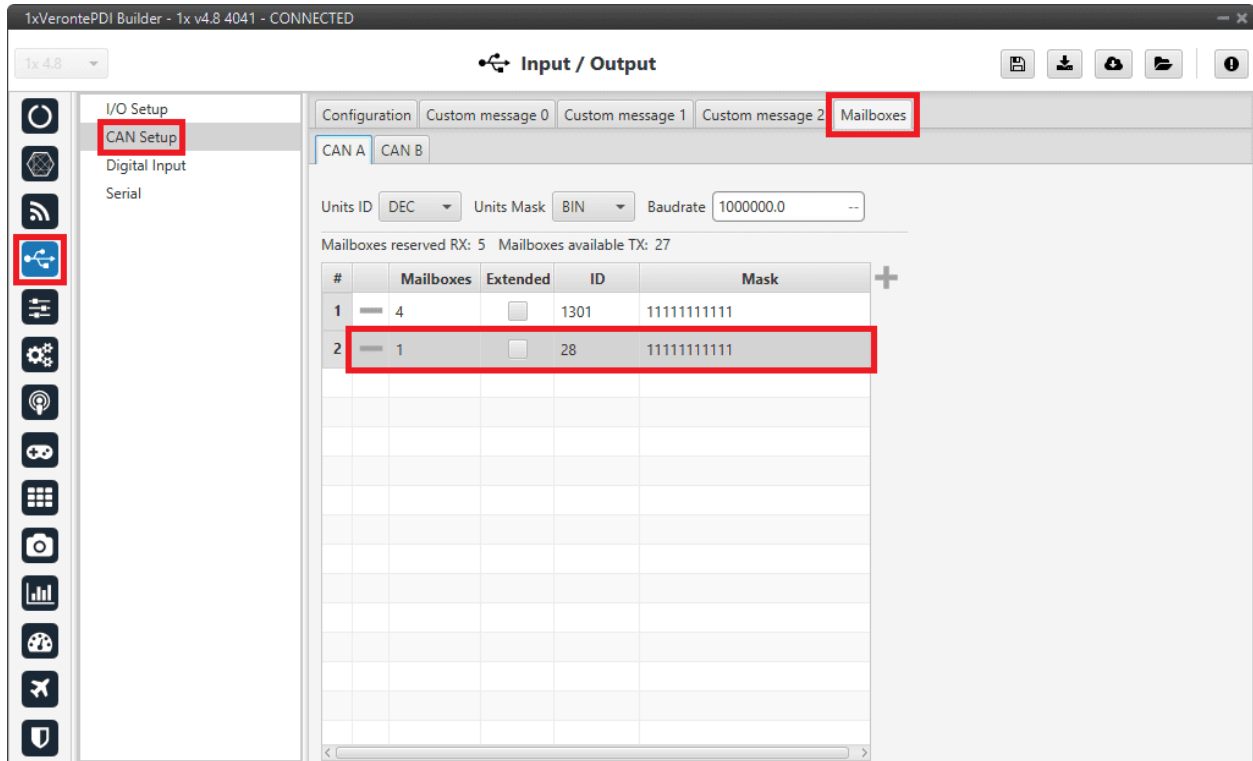 1xVerontePDI Builder - 1x v4.8 4041 - CONNECTED
1x 4.8
Input / Output
I/O Setup
CAN Setup
Digital Input
Serial
Configuration Custom message 0 Custom message 1 Custom message 2 Mailboxes
CAN A CAN B
Units ID DEC Units Mask BIN Baudrate 1000000.0 --
Mailboxes reserved RX: 5 Mailboxes available TX: 27
# Mailboxes Extended ID Mask
1 4 1301 11111111111
2 1 28 11111111111